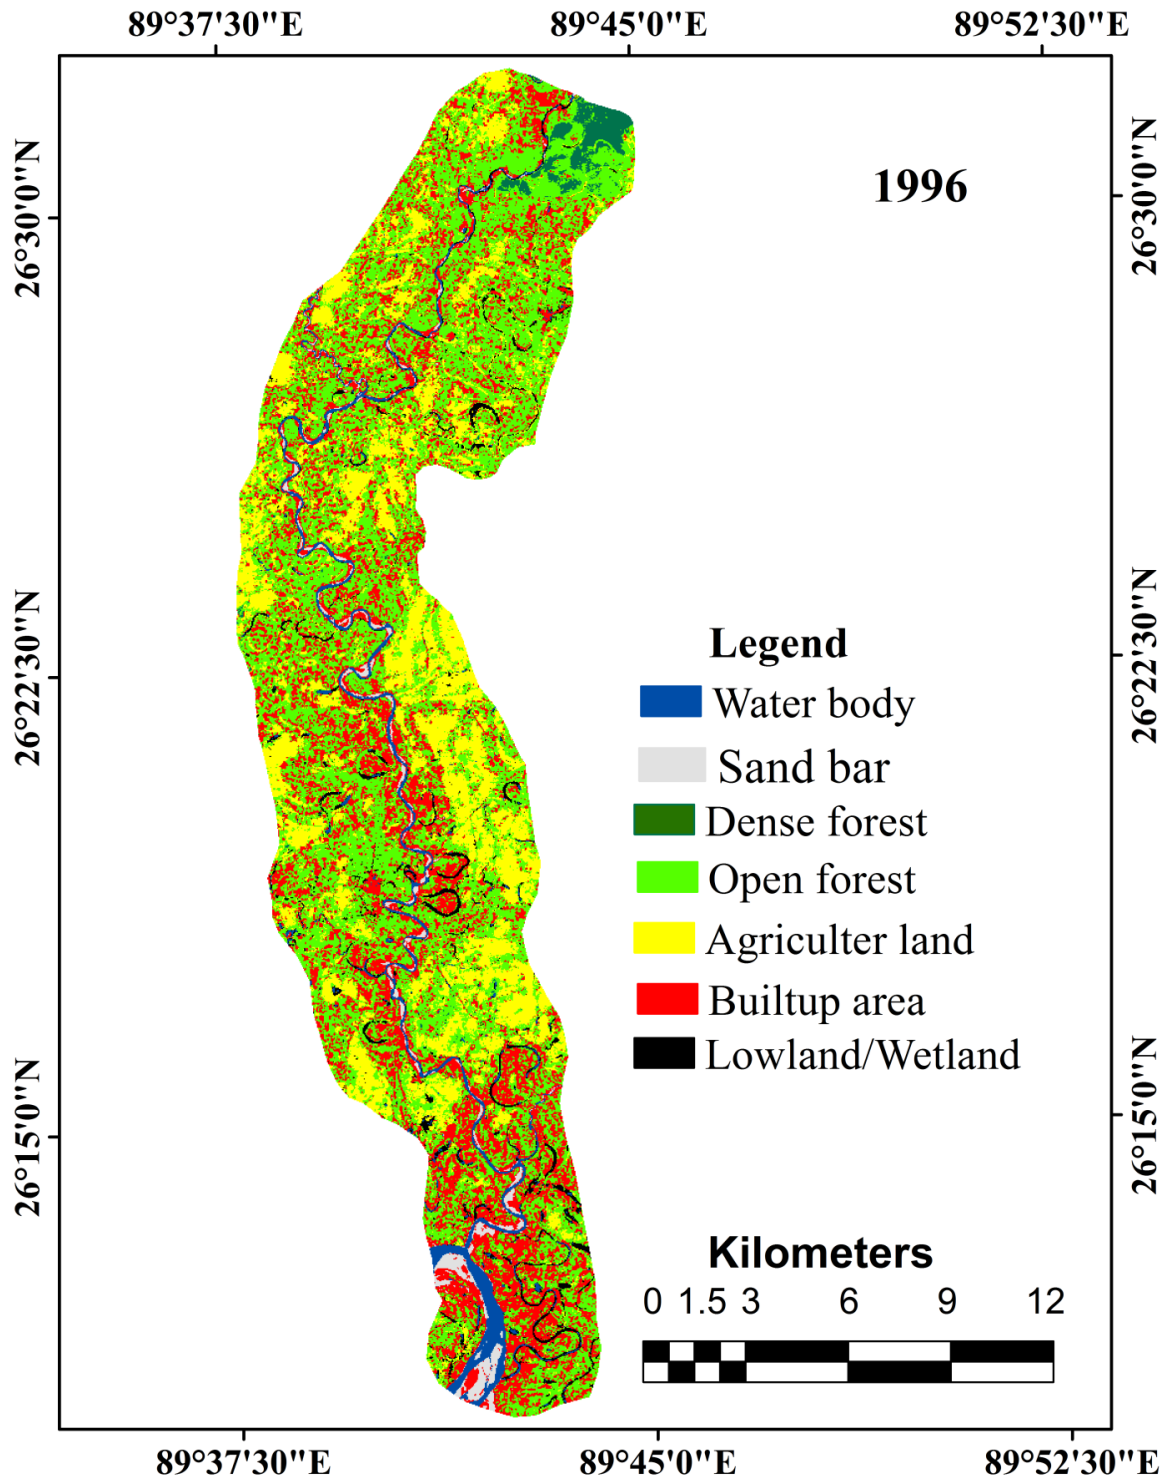 89°37'30"E 89°45'0"E 89°52'30"E
26°30'0"N
26°30'0"N
1996
26°22'30"N
26°22'30"N
Legend
Water body
Sand bar
Dense forest
Open forest
Agriculter land
Builtup area
Lowland/Wetland
26°15'0"N
26°15'0"N
Kilometers
0 1.5 3 6 9 12
89°37'30"E 89°45'0"E 89°52'30"E